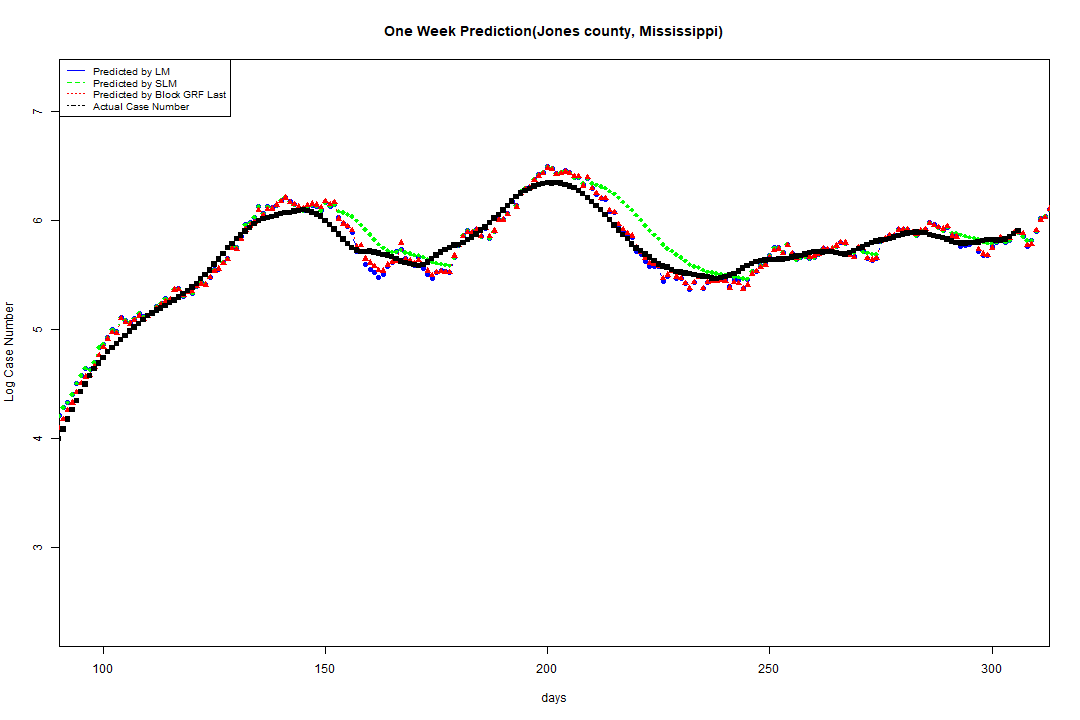 One Week Prediction(Jones county, Mississippi)
Predicted by LM
Predicted by SLM
Predicted by Block GRF Last
Actual Case Number
7
6
5
4
3
Log Case Number
100 150 200 250 300
days